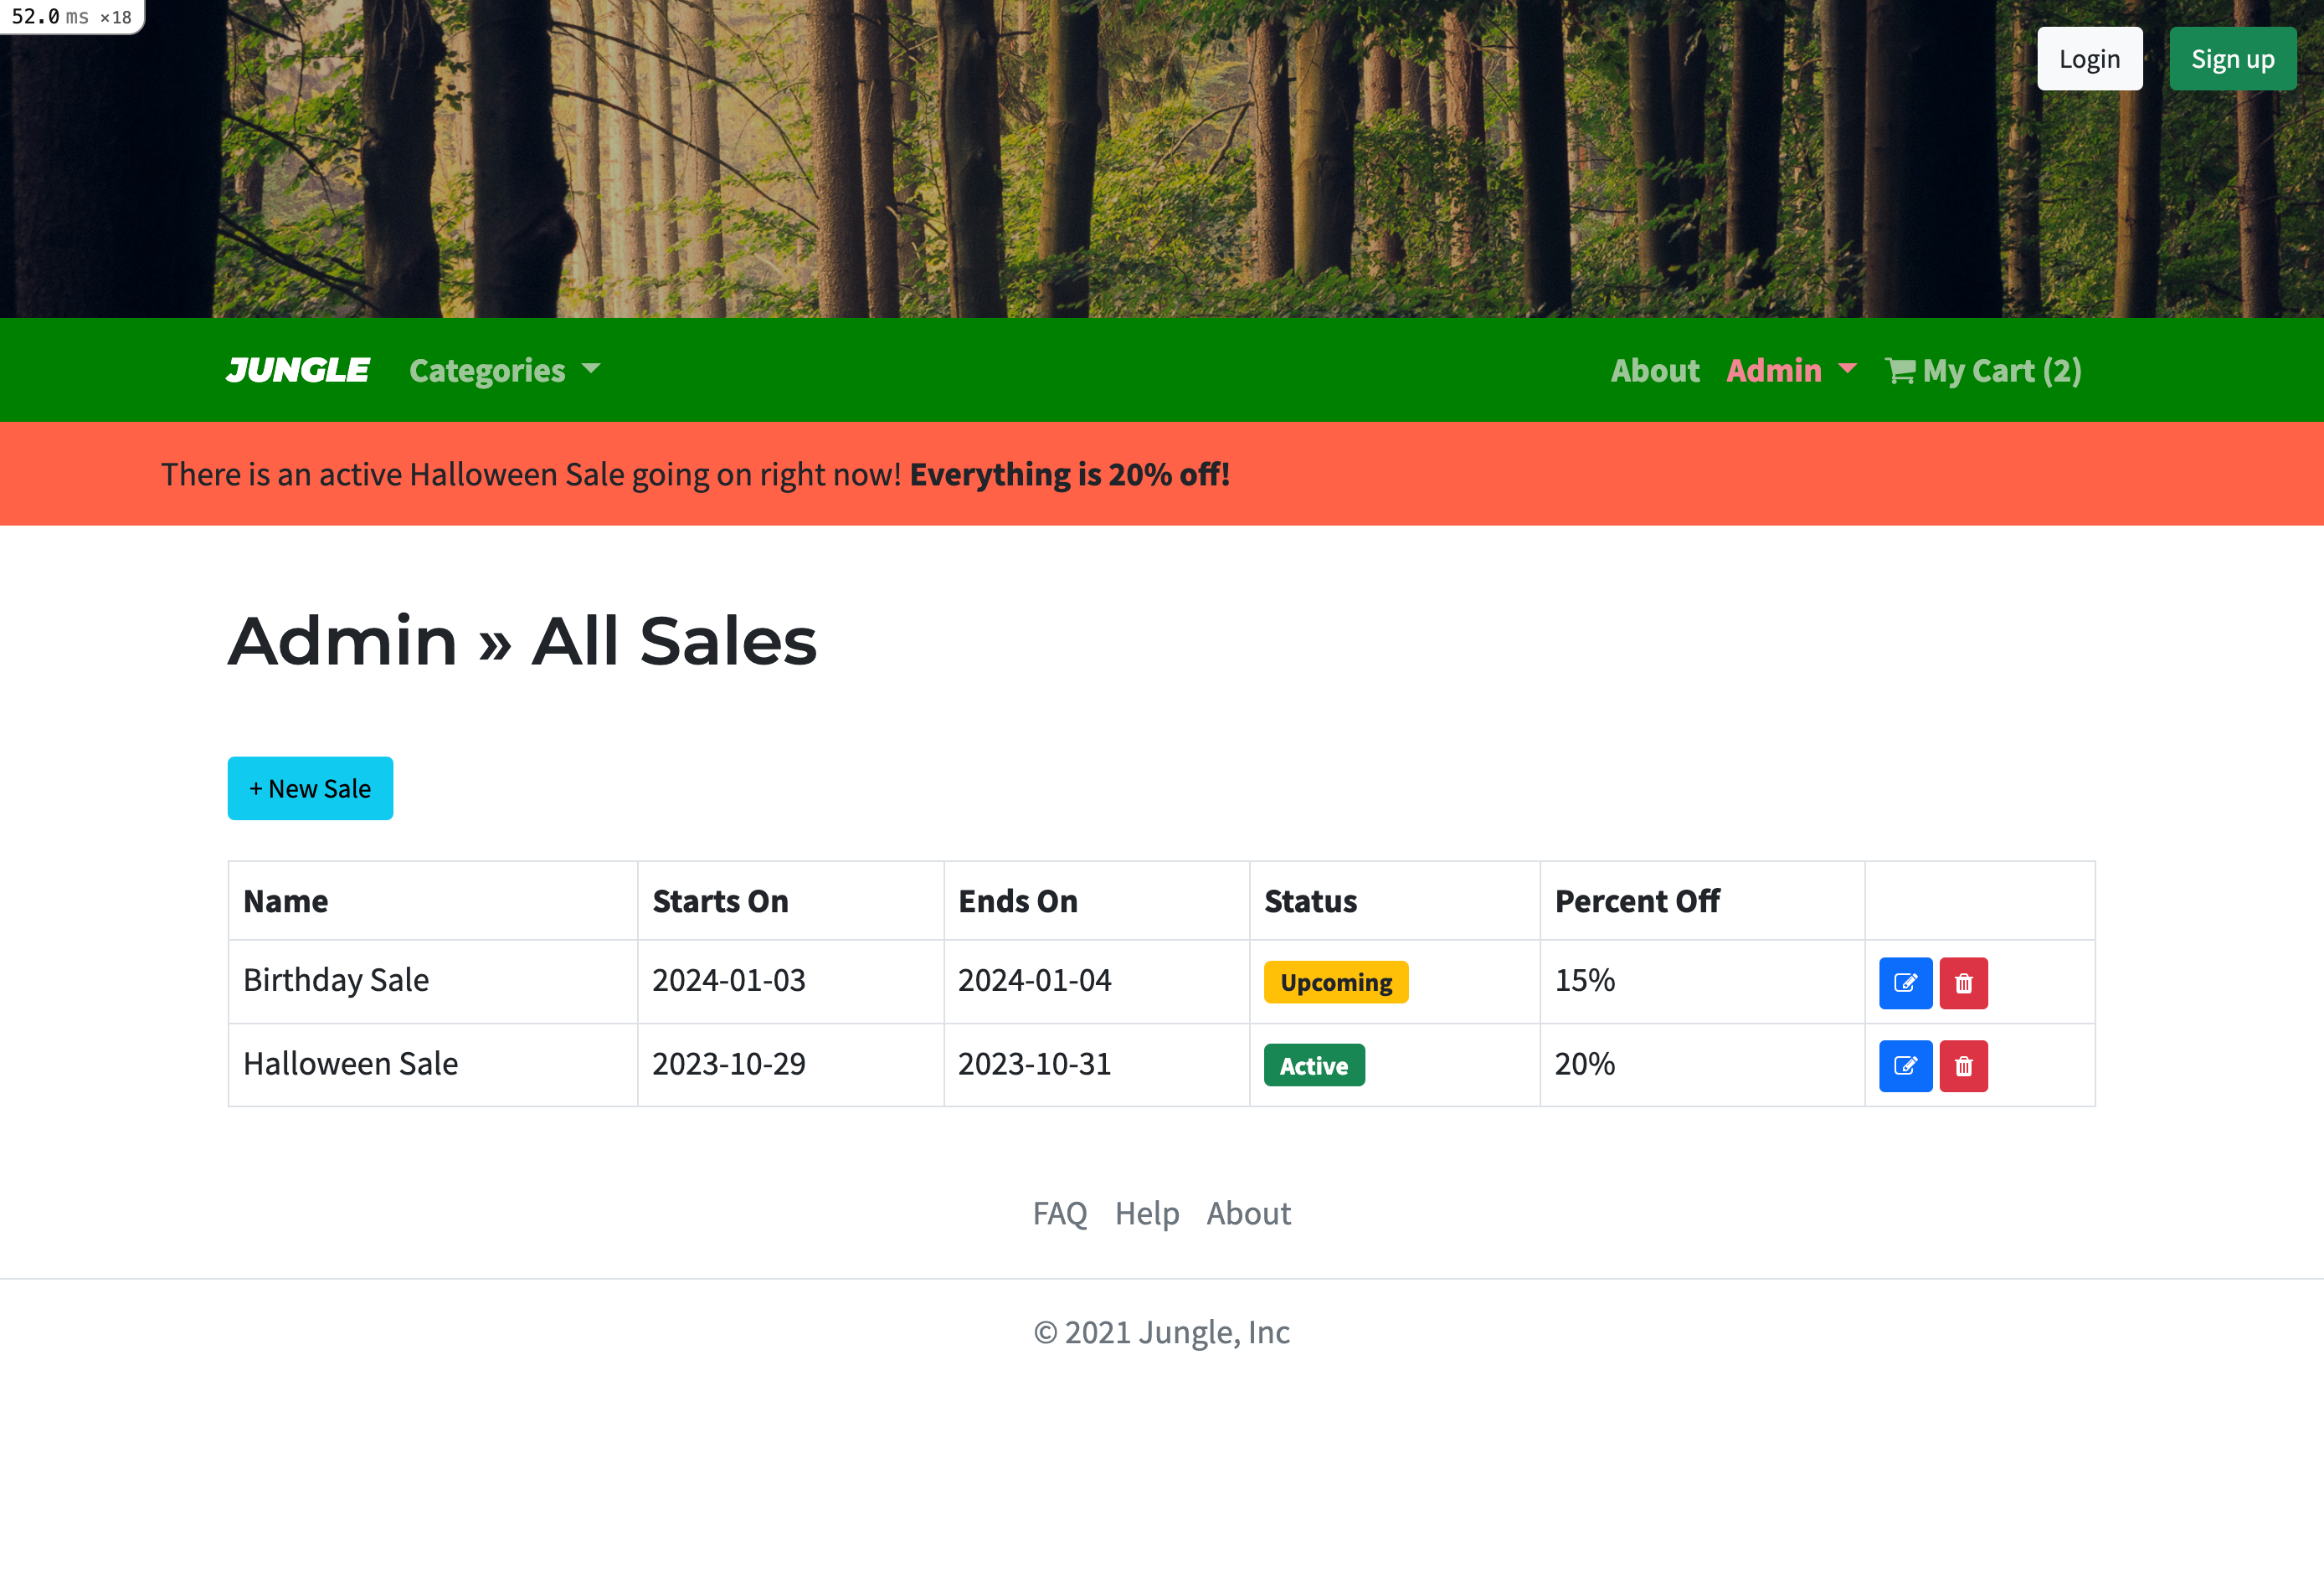 52.0 ms ×18
Login Sign up
JUNGLE Categories About Admin My Cart (2)
There is an active Halloween Sale going on right now! Everything is 20% off!
Admin » All Sales
+ New Sale
Name Starts On Ends On Status Percent Off
Birthday Sale 2024-01-03 2024-01-04 Upcoming 15%
Halloween Sale 2023-10-29 2023-10-31 Active 20%
FAQ Help About
© 2021 Jungle, Inc